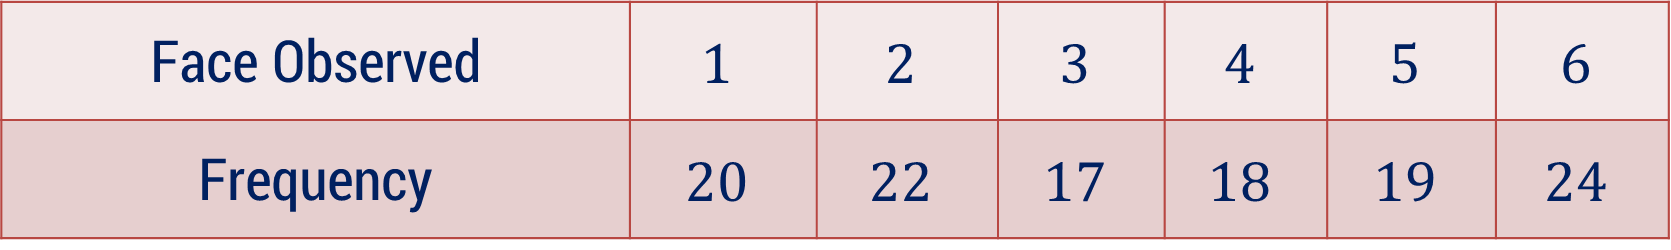 Face Observed 1 2 3 4 5 6
Frequency 20 22 17 18 19 24